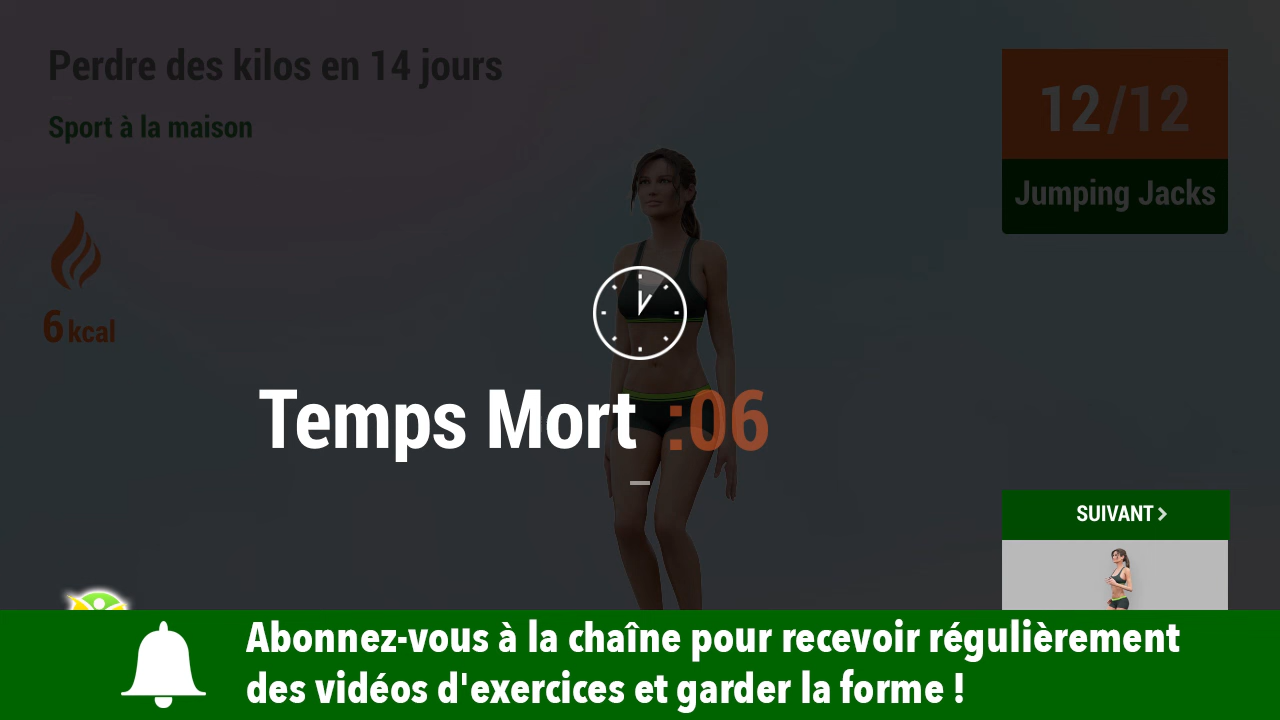 Perdre des kilos en 14 jours
Sport à la maison
12/12
Jumping Jacks
6 kcal
Temps Mort :06
SUIVANT >
Abonnez-vous à la chaîne pour recevoir régulièrement
des vidéos d'exercices et garder la forme !